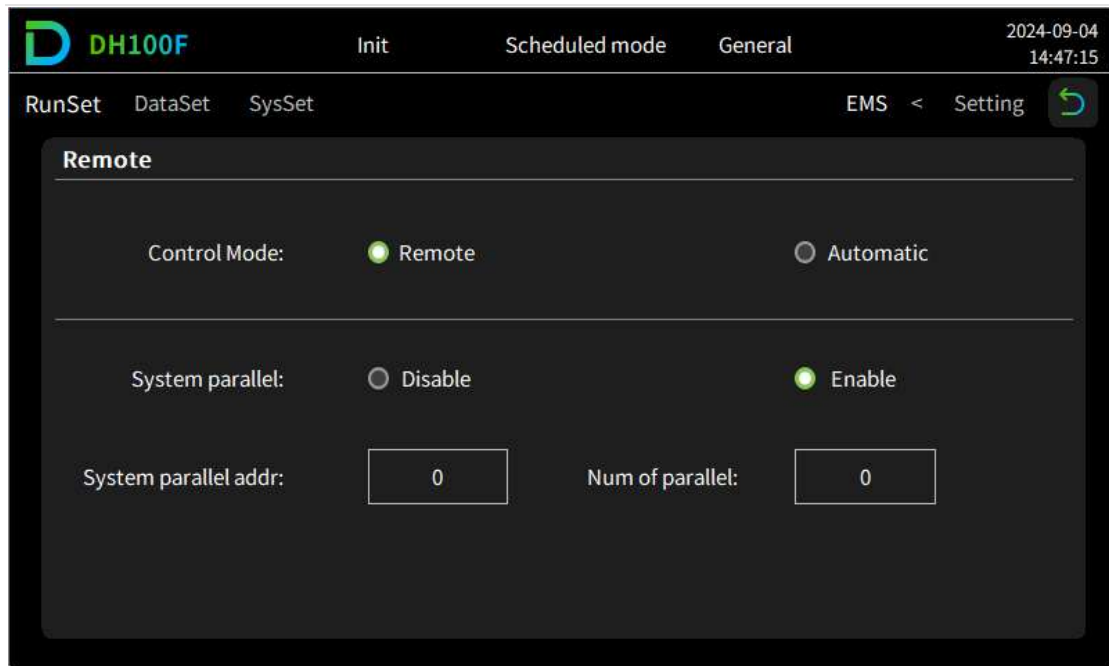 DH100F Init Scheduled mode General 2024-09-04
14:47:15
RunSet DataSet SysSet EMS < Setting
Remote
Control Mode: Remote Automatic
System parallel: Disable Enable
System parallel addr: 0 Num of parallel: 0